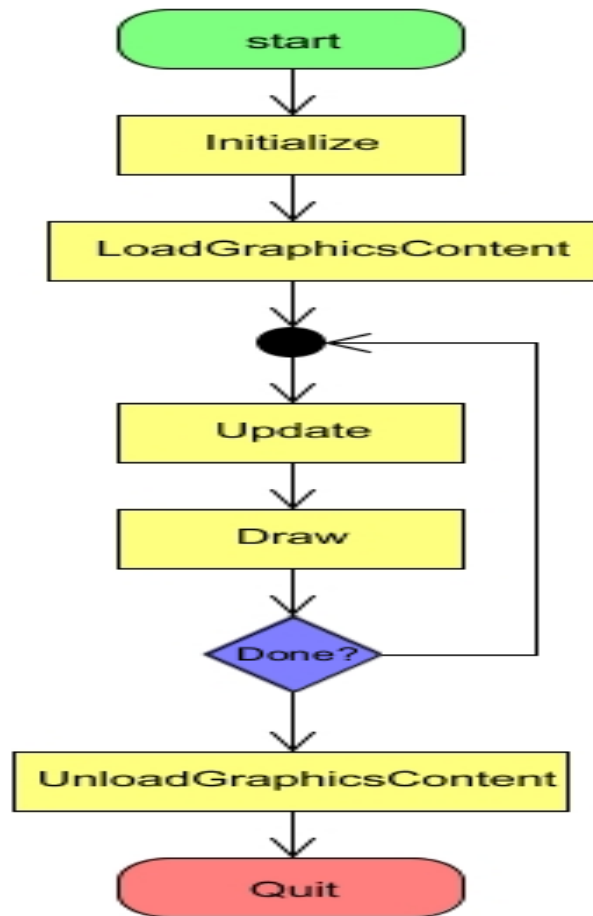 start
Initialize
LoadGraphicsContent
Update
Draw
Done?
UnloadGraphicsContent
Quit